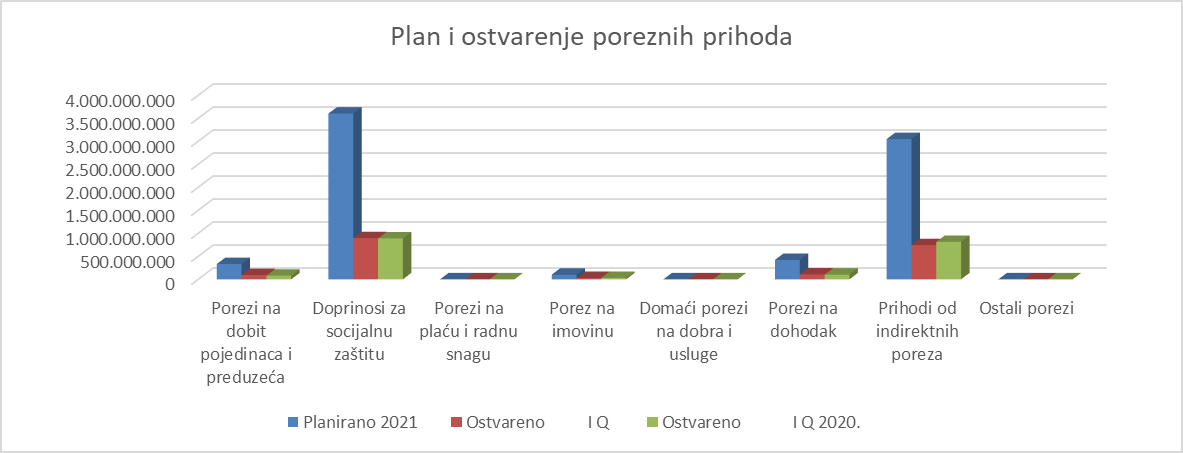 Plan i ostvarenje poreznih prihoda
4.000.000.000
3.500.000.000
3.000.000.000
2.500.000.000
2.000.000.000
1.500.000.000
1.000.000.000
500.000.000
0
Porezi na
dobit
pojedinaca i
preduzeća
Doprinosi za
socijalnu
zaštitu
Porezi na
plaću i radnu
snagu
Porez na
imovinu
Domaći porezi
na dobra i
usluge
Porezi na
dohodak
Prihodi od
indirektnih
poreza
Ostali porezi
Planirano 2021
Ostvareno I Q
Ostvareno I Q 2020.